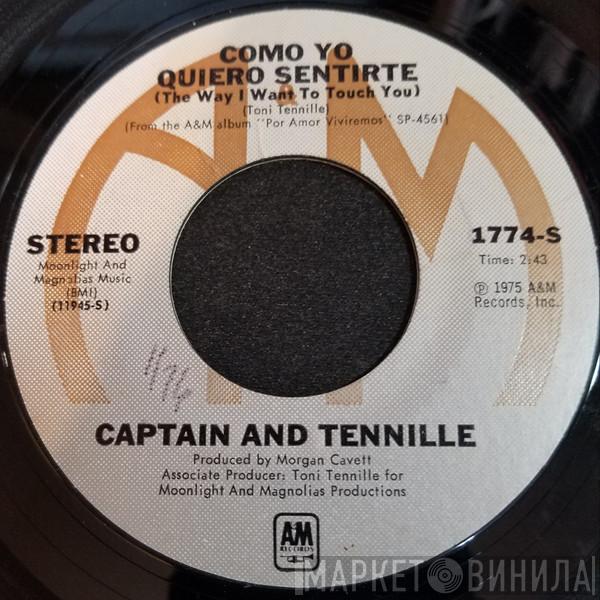 COMO YO
QUIERO SENTIRTE
(The Way I Want To Touch You)
(Toni Tennille)
(From the A&M album "Por Amor Viviremos" SP-4561)
STEREO
Moonlight And
Magnolias Music
(BMI)
(11945-S)
1774-S
Time: 2:43
℗ 1975 A&M
Records, Inc.
CAPTAIN AND TENNILLE
Produced by Morgan Cavett
Associate Producer: Toni Tennille for
Moonlight And Magnolias Productions
AM
RECORDS
МАРКЕТ ВИНИЛА